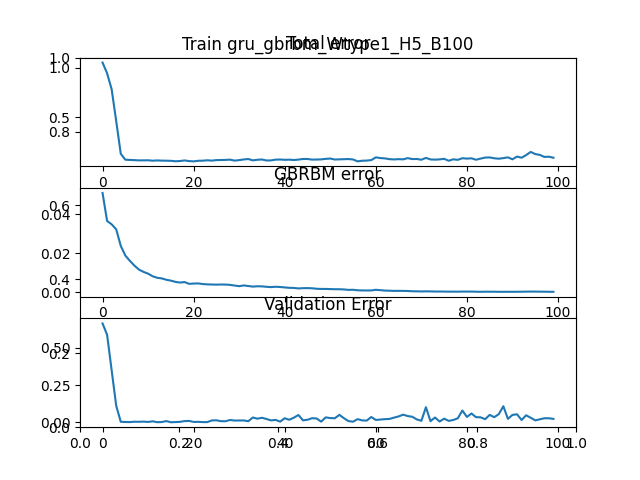 Train gru_gbrbm_Wtype1_H5_B100
Total error
1.0
1.0
0.5
0.8
0 20 40 60 80 100
GBRBM error
0.6
0.04
0.02
0.4
0.00
0 20 40 60 80 100
Validation Error
0.50
0.2
0.25
0.00
0.0
0 20 40 60 80 100
0.0 0.2 0.4 0.6 0.8 1.0